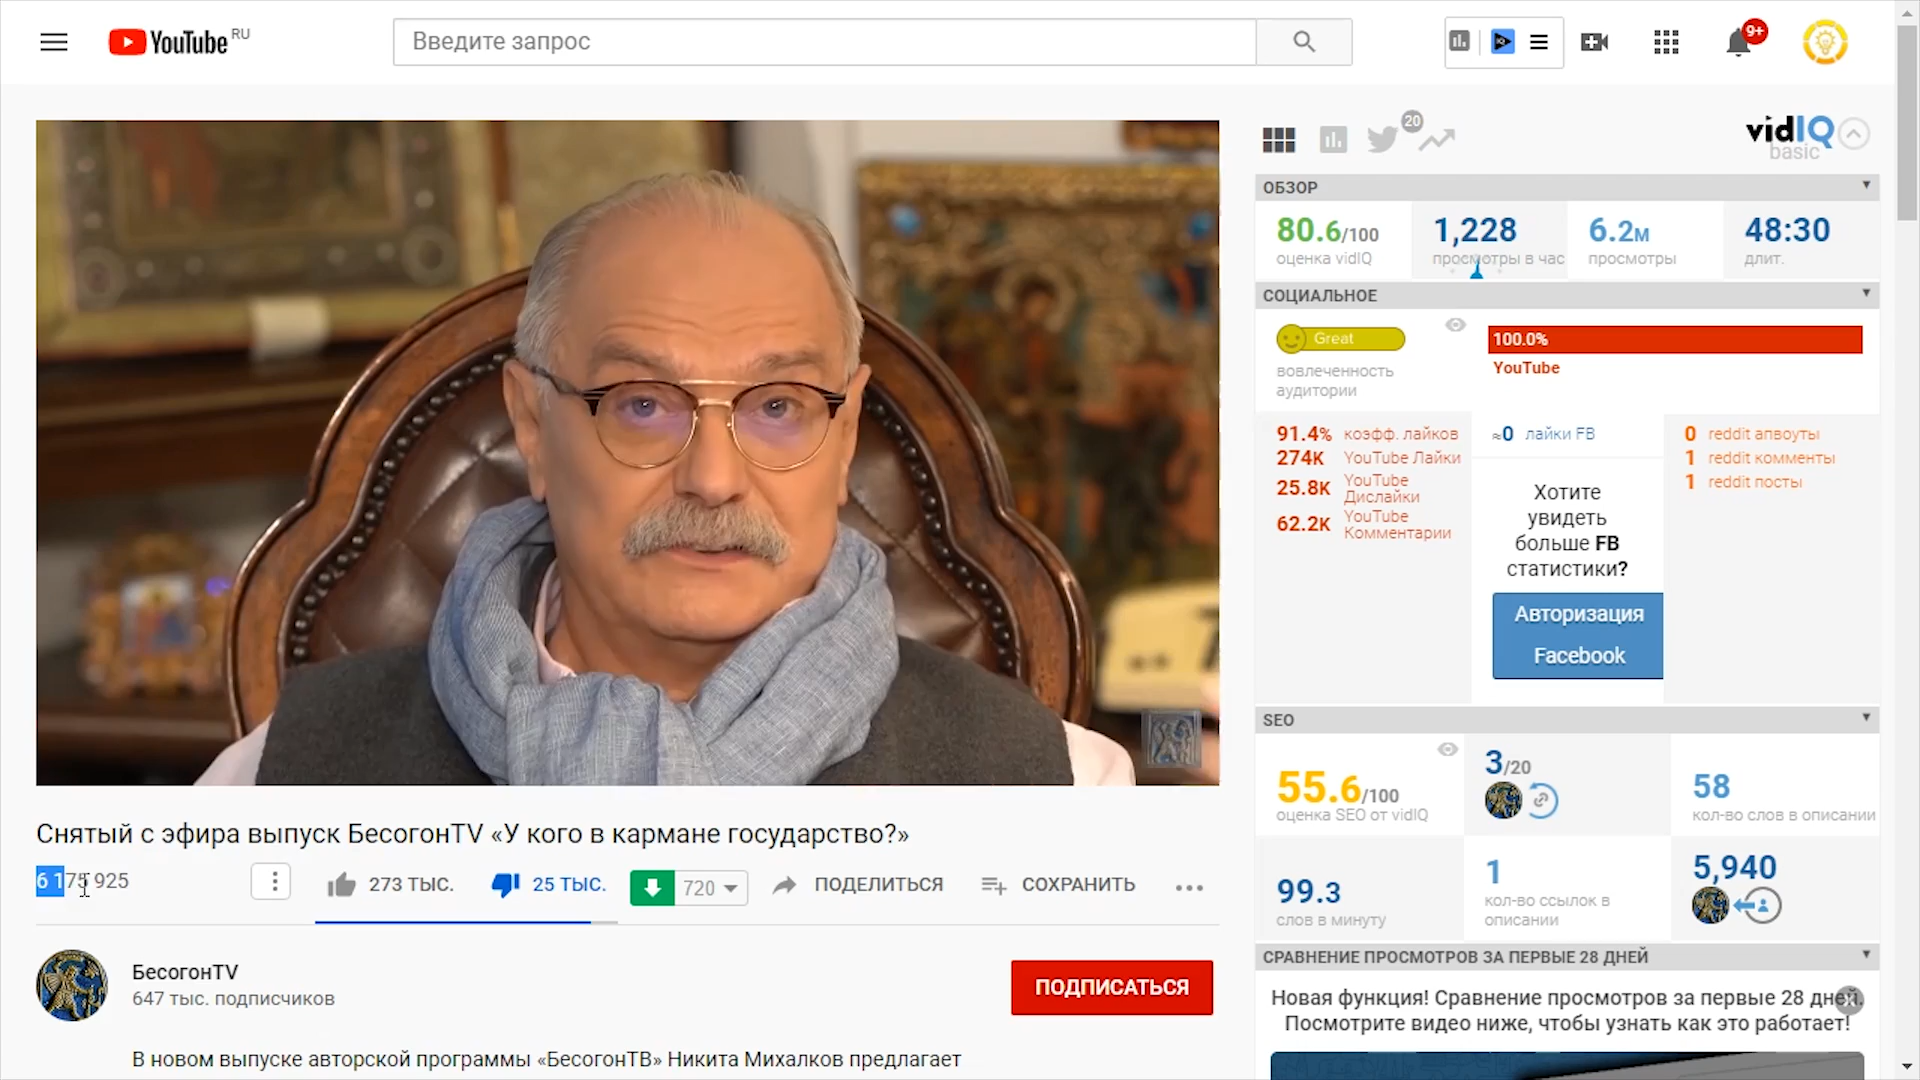 YouTube RU
Введите запрос
9+
20
vidIQ
basic
ОБЗОР
80.6/100
оценка vidIQ
1,228
просмотры в час
6.2м
просмотры
48:30
длит.
СОЦИАЛЬНОЕ
Great
вовлеченность
аудитории
100.0%
YouTube
91.4% коэфф. лайков
274K YouTube Лайки
25.8K YouTube
Дислайки
62.2K YouTube
Комментарии
≈0 лайки FB
Хотите
увидеть
больше FB
статистики?
Авторизация
Facebook
0 reddit апвоуты
1 reddit комменты
1 reddit посты
SEO
55.6/100
оценка SEO от vidIQ
3/20
58
кол-во слов в описании
99.3
слов в минуту
1
кол-во ссылок в
описании
5,940
СРАВНЕНИЕ ПРОСМОТРОВ ЗА ПЕРВЫЕ 28 ДНЕЙ
Новая функция! Сравнение просмотров за первые 28 дней.
Посмотрите видео ниже, чтобы узнать как это работает!
Снятый с эфира выпуск БесогонTV «У кого в кармане государство?»
6 175 925
273 ТЫС.
25 ТЫС.
720
ПОДЕЛИТЬСЯ
СОХРАНИТЬ
БесогонTV
647 тыс. подписчиков
ПОДПИСАТЬСЯ
В новом выпуске авторской программы «БесогонТВ» Никита Михалков предлагает